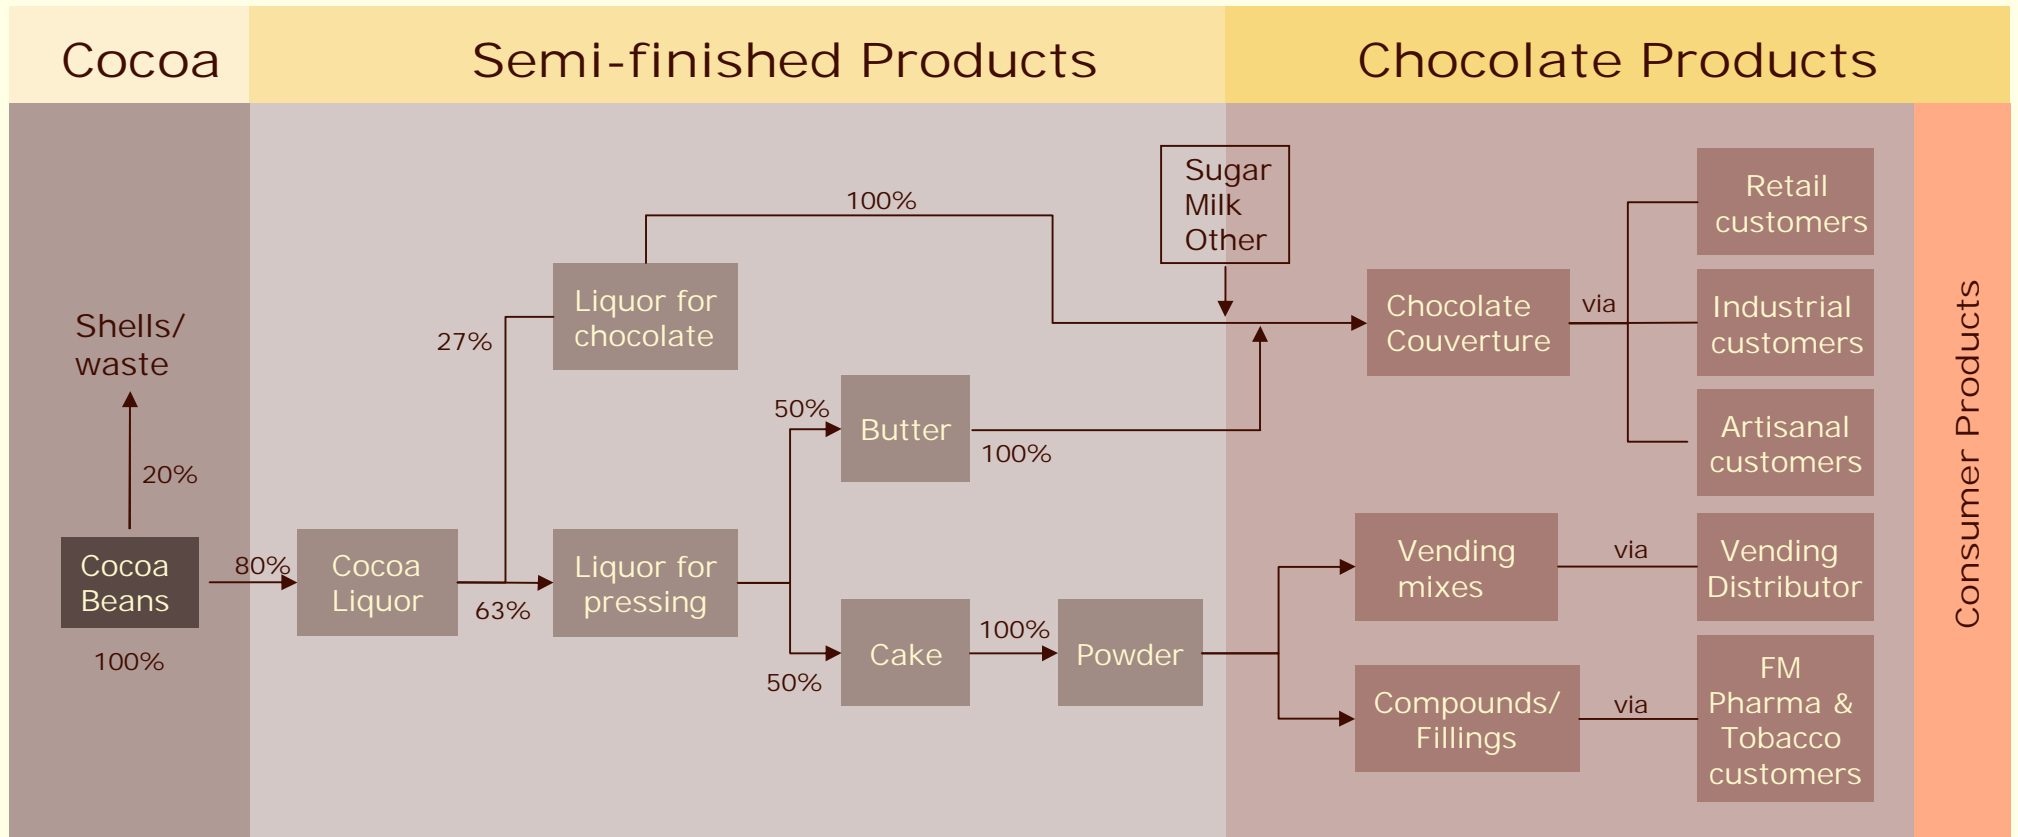 Cocoa
Semi-finished Products
Chocolate Products
Shells/
waste
20%
Cocoa
Beans
100%
80%
Cocoa
Liquor
27%
63%
Liquor for
chocolate
100%
Liquor for
pressing
50%
Butter
100%
50%
Cake
100%
Powder
Sugar
Milk
Other
Chocolate
Couverture
via
Retail
customers
Industrial
customers
Artisanal
customers
Vending
mixes
via
Vending
Distributor
Compounds/
Fillings
via
FM
Pharma &
Tobacco
customers
Consumer Products